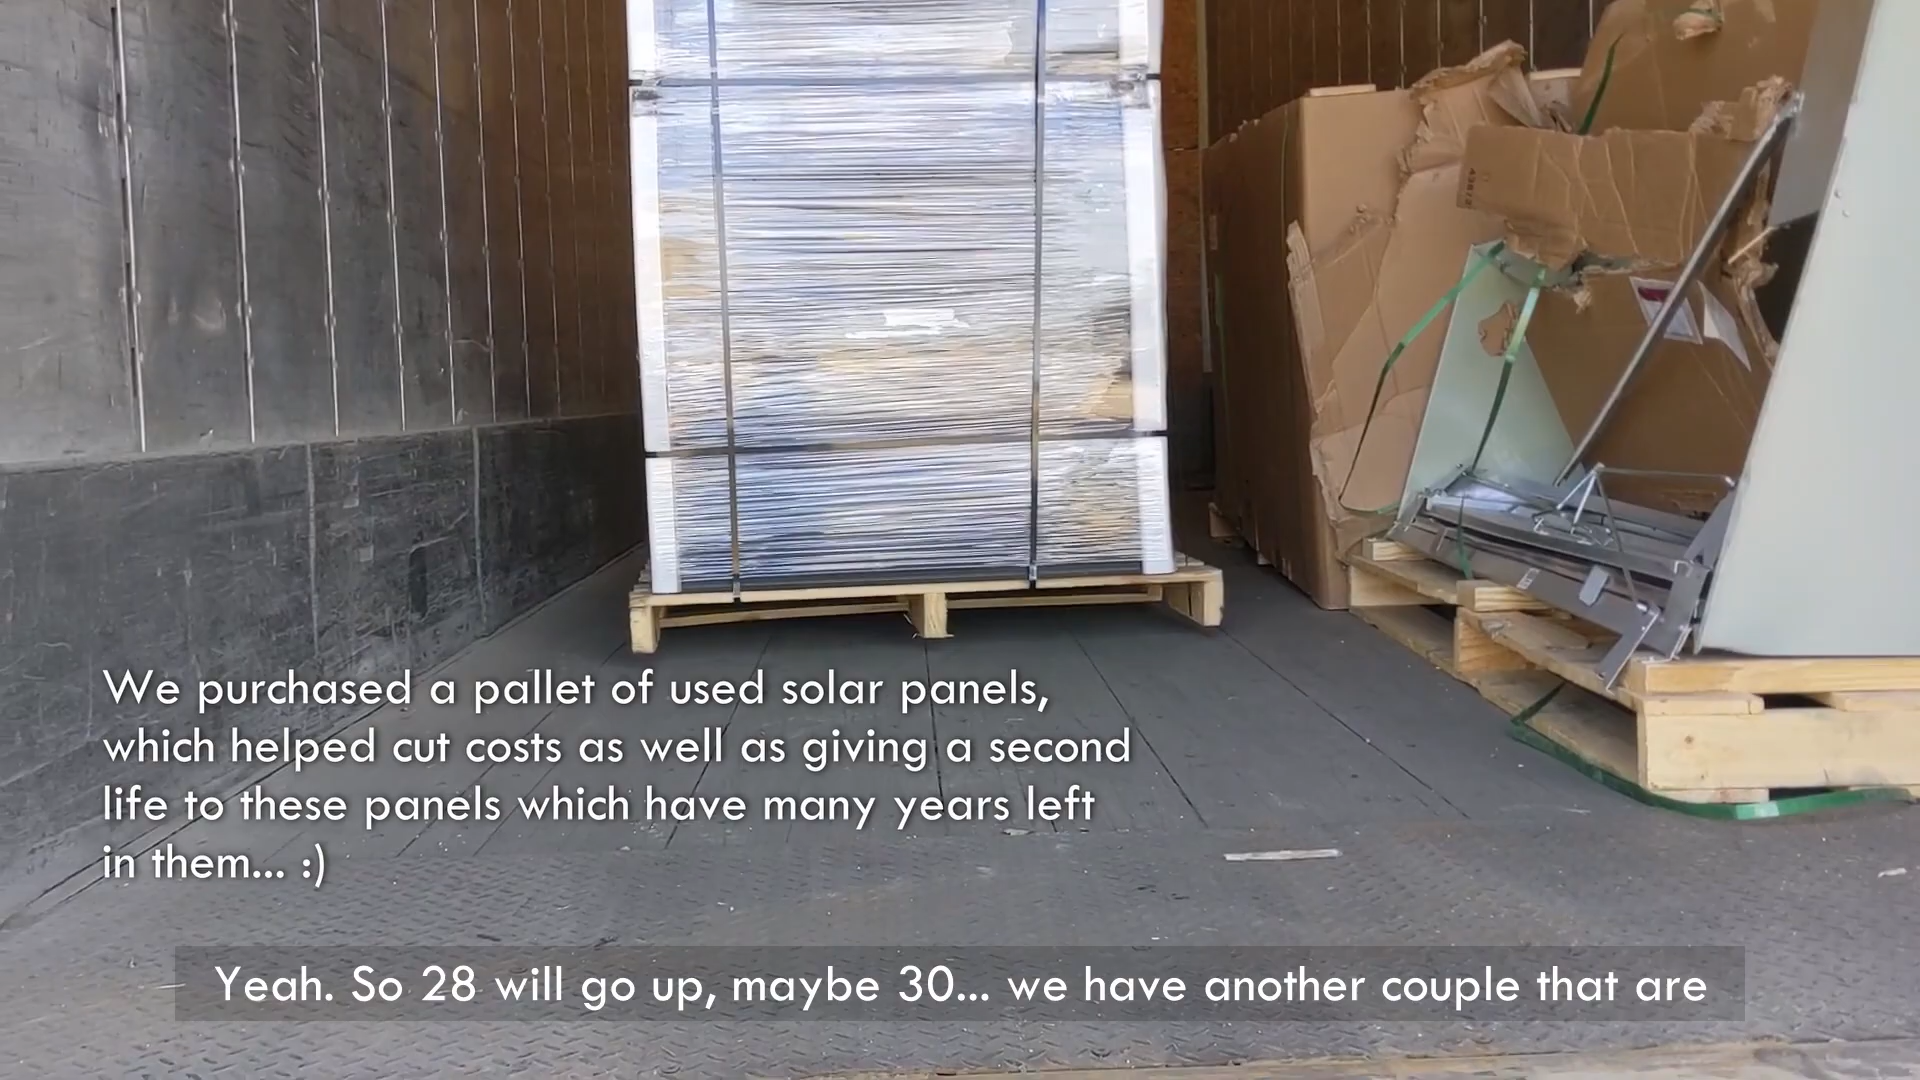 We purchased a pallet of used solar panels,
which helped cut costs as well as giving a second
life to these panels which have many years left
in them... :)
Yeah. So 28 will go up, maybe 30... we have another couple that are